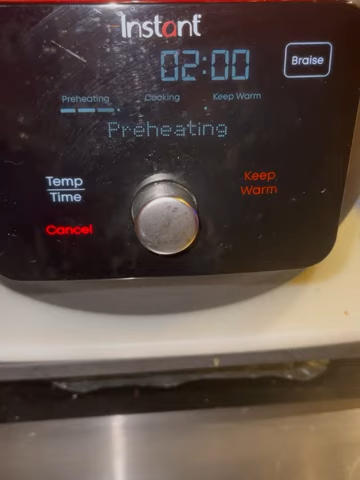 Instant
02:00
Braise
Preheating Cooking Keep Warm
Preheating
Temp
Time
Keep
Warm
Cancel